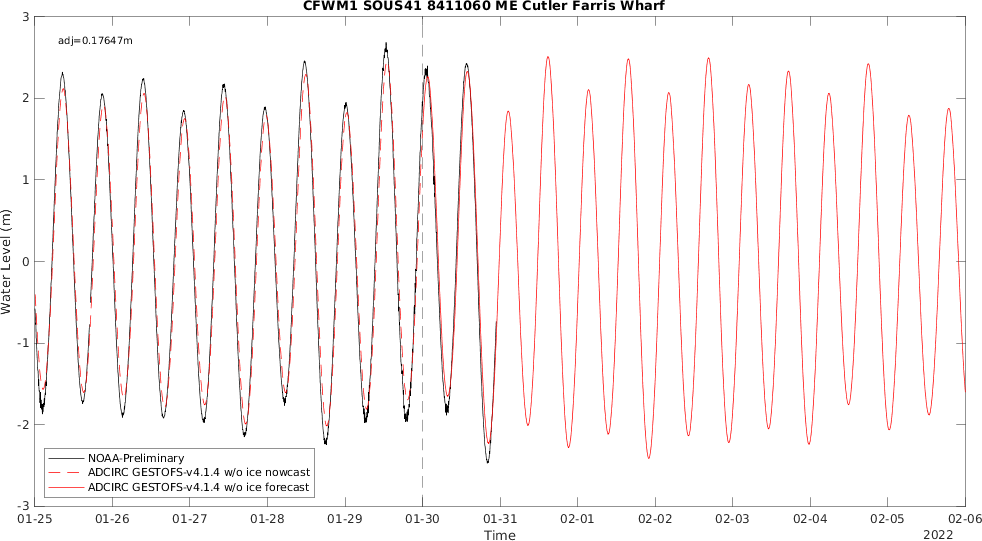 CFWM1 SOUS41 8411060 ME Cutler Farris Wharf
adj=0.17647m
3
2
1
0
-1
-2
-3
Water Level (m)
NOAA-Preliminary
ADCIRC GESTOFS-v4.1.4 w/o ice nowcast
ADCIRC GESTOFS-v4.1.4 w/o ice forecast
01-25 01-26 01-27 01-28 01-29 01-30 01-31 02-01 02-02 02-03 02-04 02-05 02-06
Time
2022